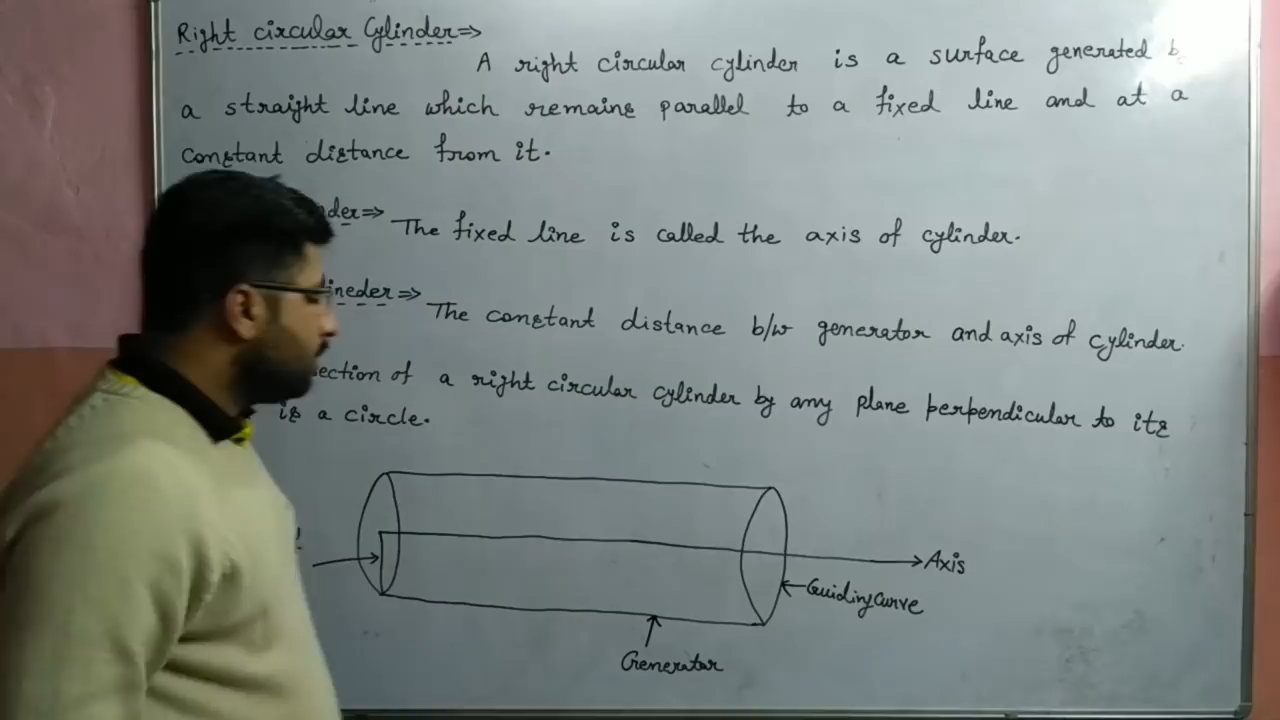 Right circular Cylinder⇒
A right circular cylinder is a surface generated b
a straight line which remains parallel to a fixed line and at a
constant distance from it.
der⇒ The fixed line is called the axis of cylinder.
ineder⇒ The constant distance b/w generator and axis of cylinder.
ection of a right circular cylinder by any plane perpendicular to its
is a circle.
Axis
Guiding curve
Generator